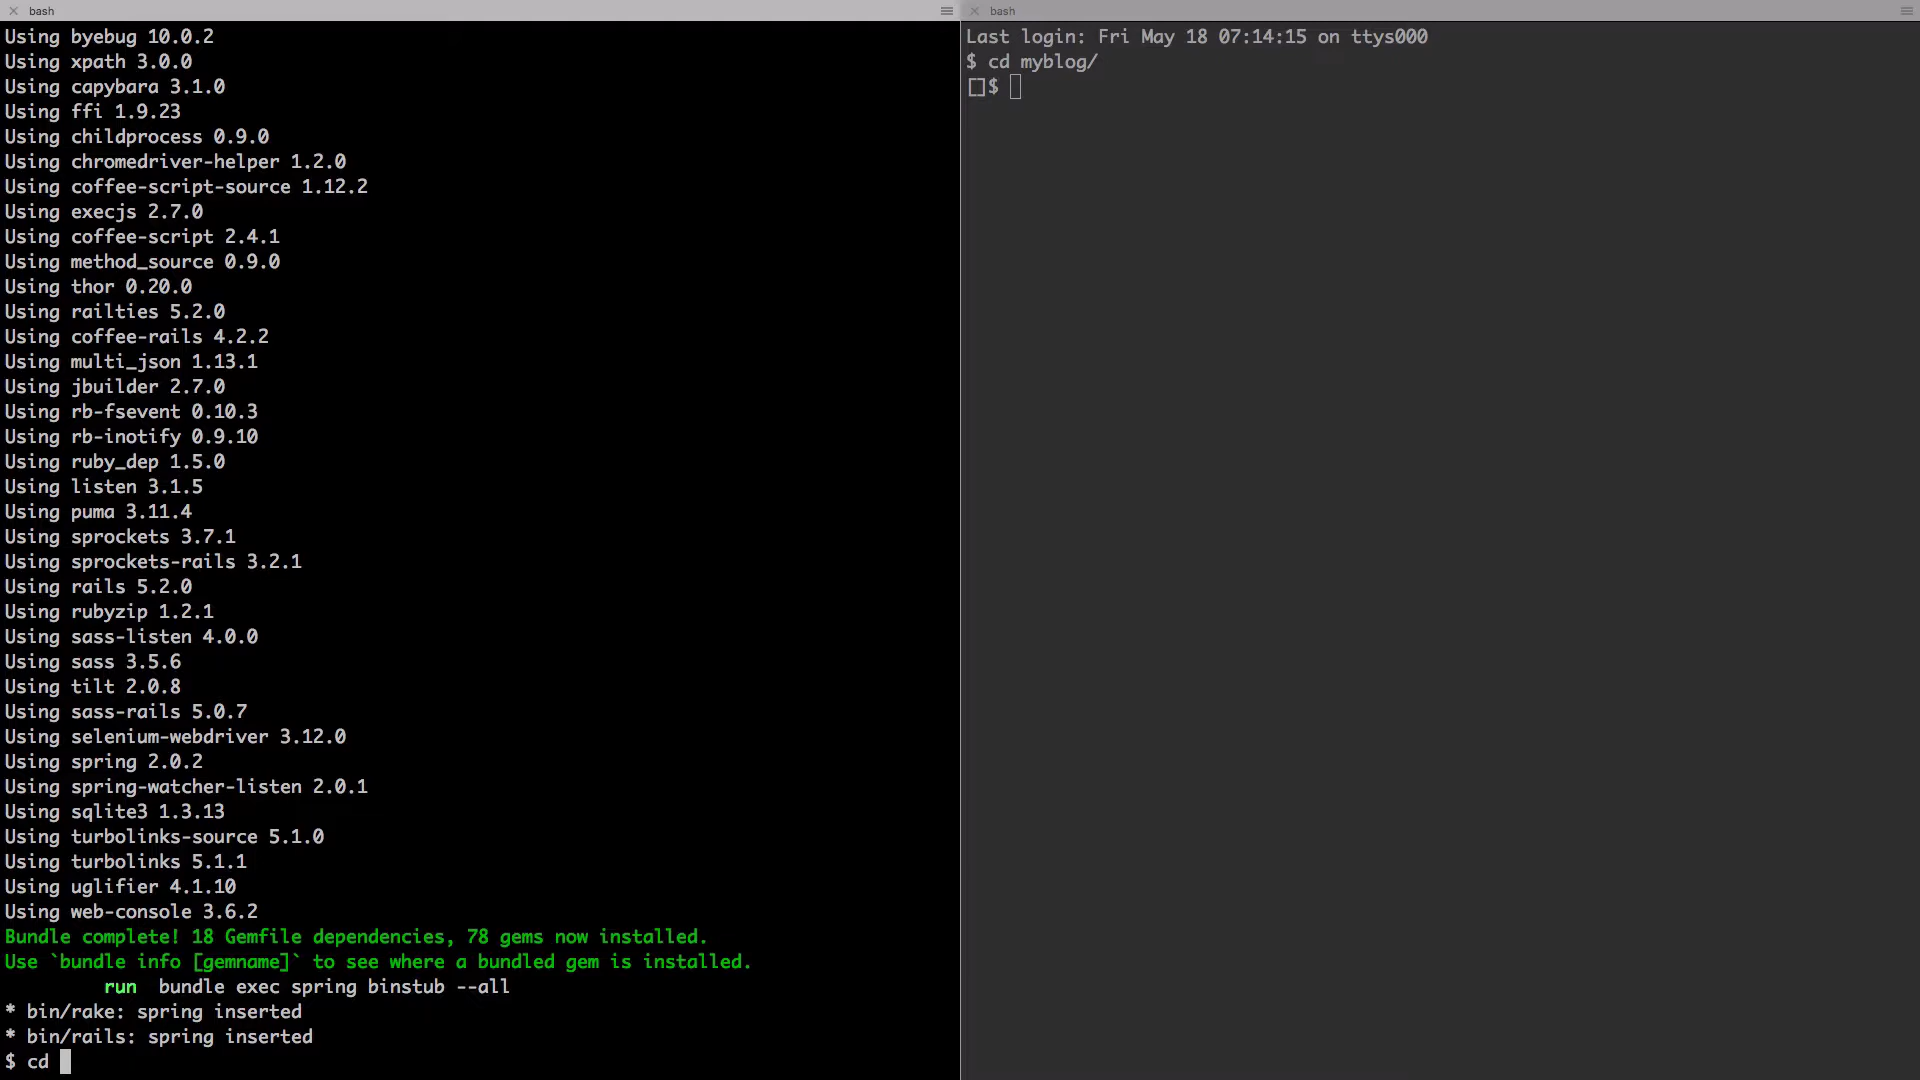 bash
Using byebug 10.0.2
Using xpath 3.0.0
Using capybara 3.1.0
Using ffi 1.9.23
Using childprocess 0.9.0
Using chromedriver-helper 1.2.0
Using coffee-script-source 1.12.2
Using execjs 2.7.0
Using coffee-script 2.4.1
Using method_source 0.9.0
Using thor 0.20.0
Using railties 5.2.0
Using coffee-rails 4.2.2
Using multi_json 1.13.1
Using jbuilder 2.7.0
Using rb-fsevent 0.10.3
Using rb-inotify 0.9.10
Using ruby_dep 1.5.0
Using listen 3.1.5
Using puma 3.11.4
Using sprockets 3.7.1
Using sprockets-rails 3.2.1
Using rails 5.2.0
Using rubyzip 1.2.1
Using sass-listen 4.0.0
Using sass 3.5.6
Using tilt 2.0.8
Using sass-rails 5.0.7
Using selenium-webdriver 3.12.0
Using spring 2.0.2
Using spring-watcher-listen 2.0.1
Using sqlite3 1.3.13
Using turbolinks-source 5.1.0
Using turbolinks 5.1.1
Using uglifier 4.1.10
Using web-console 3.6.2
Bundle complete! 18 Gemfile dependencies, 78 gems now installed.
Use `bundle info [gemname]` to see where a bundled gem is installed.
run  bundle exec spring binstub --all
* bin/rake: spring inserted
* bin/rails: spring inserted
$ cd
bash
Last login: Fri May 18 07:14:15 on ttys000
$ cd myblog/
[]$